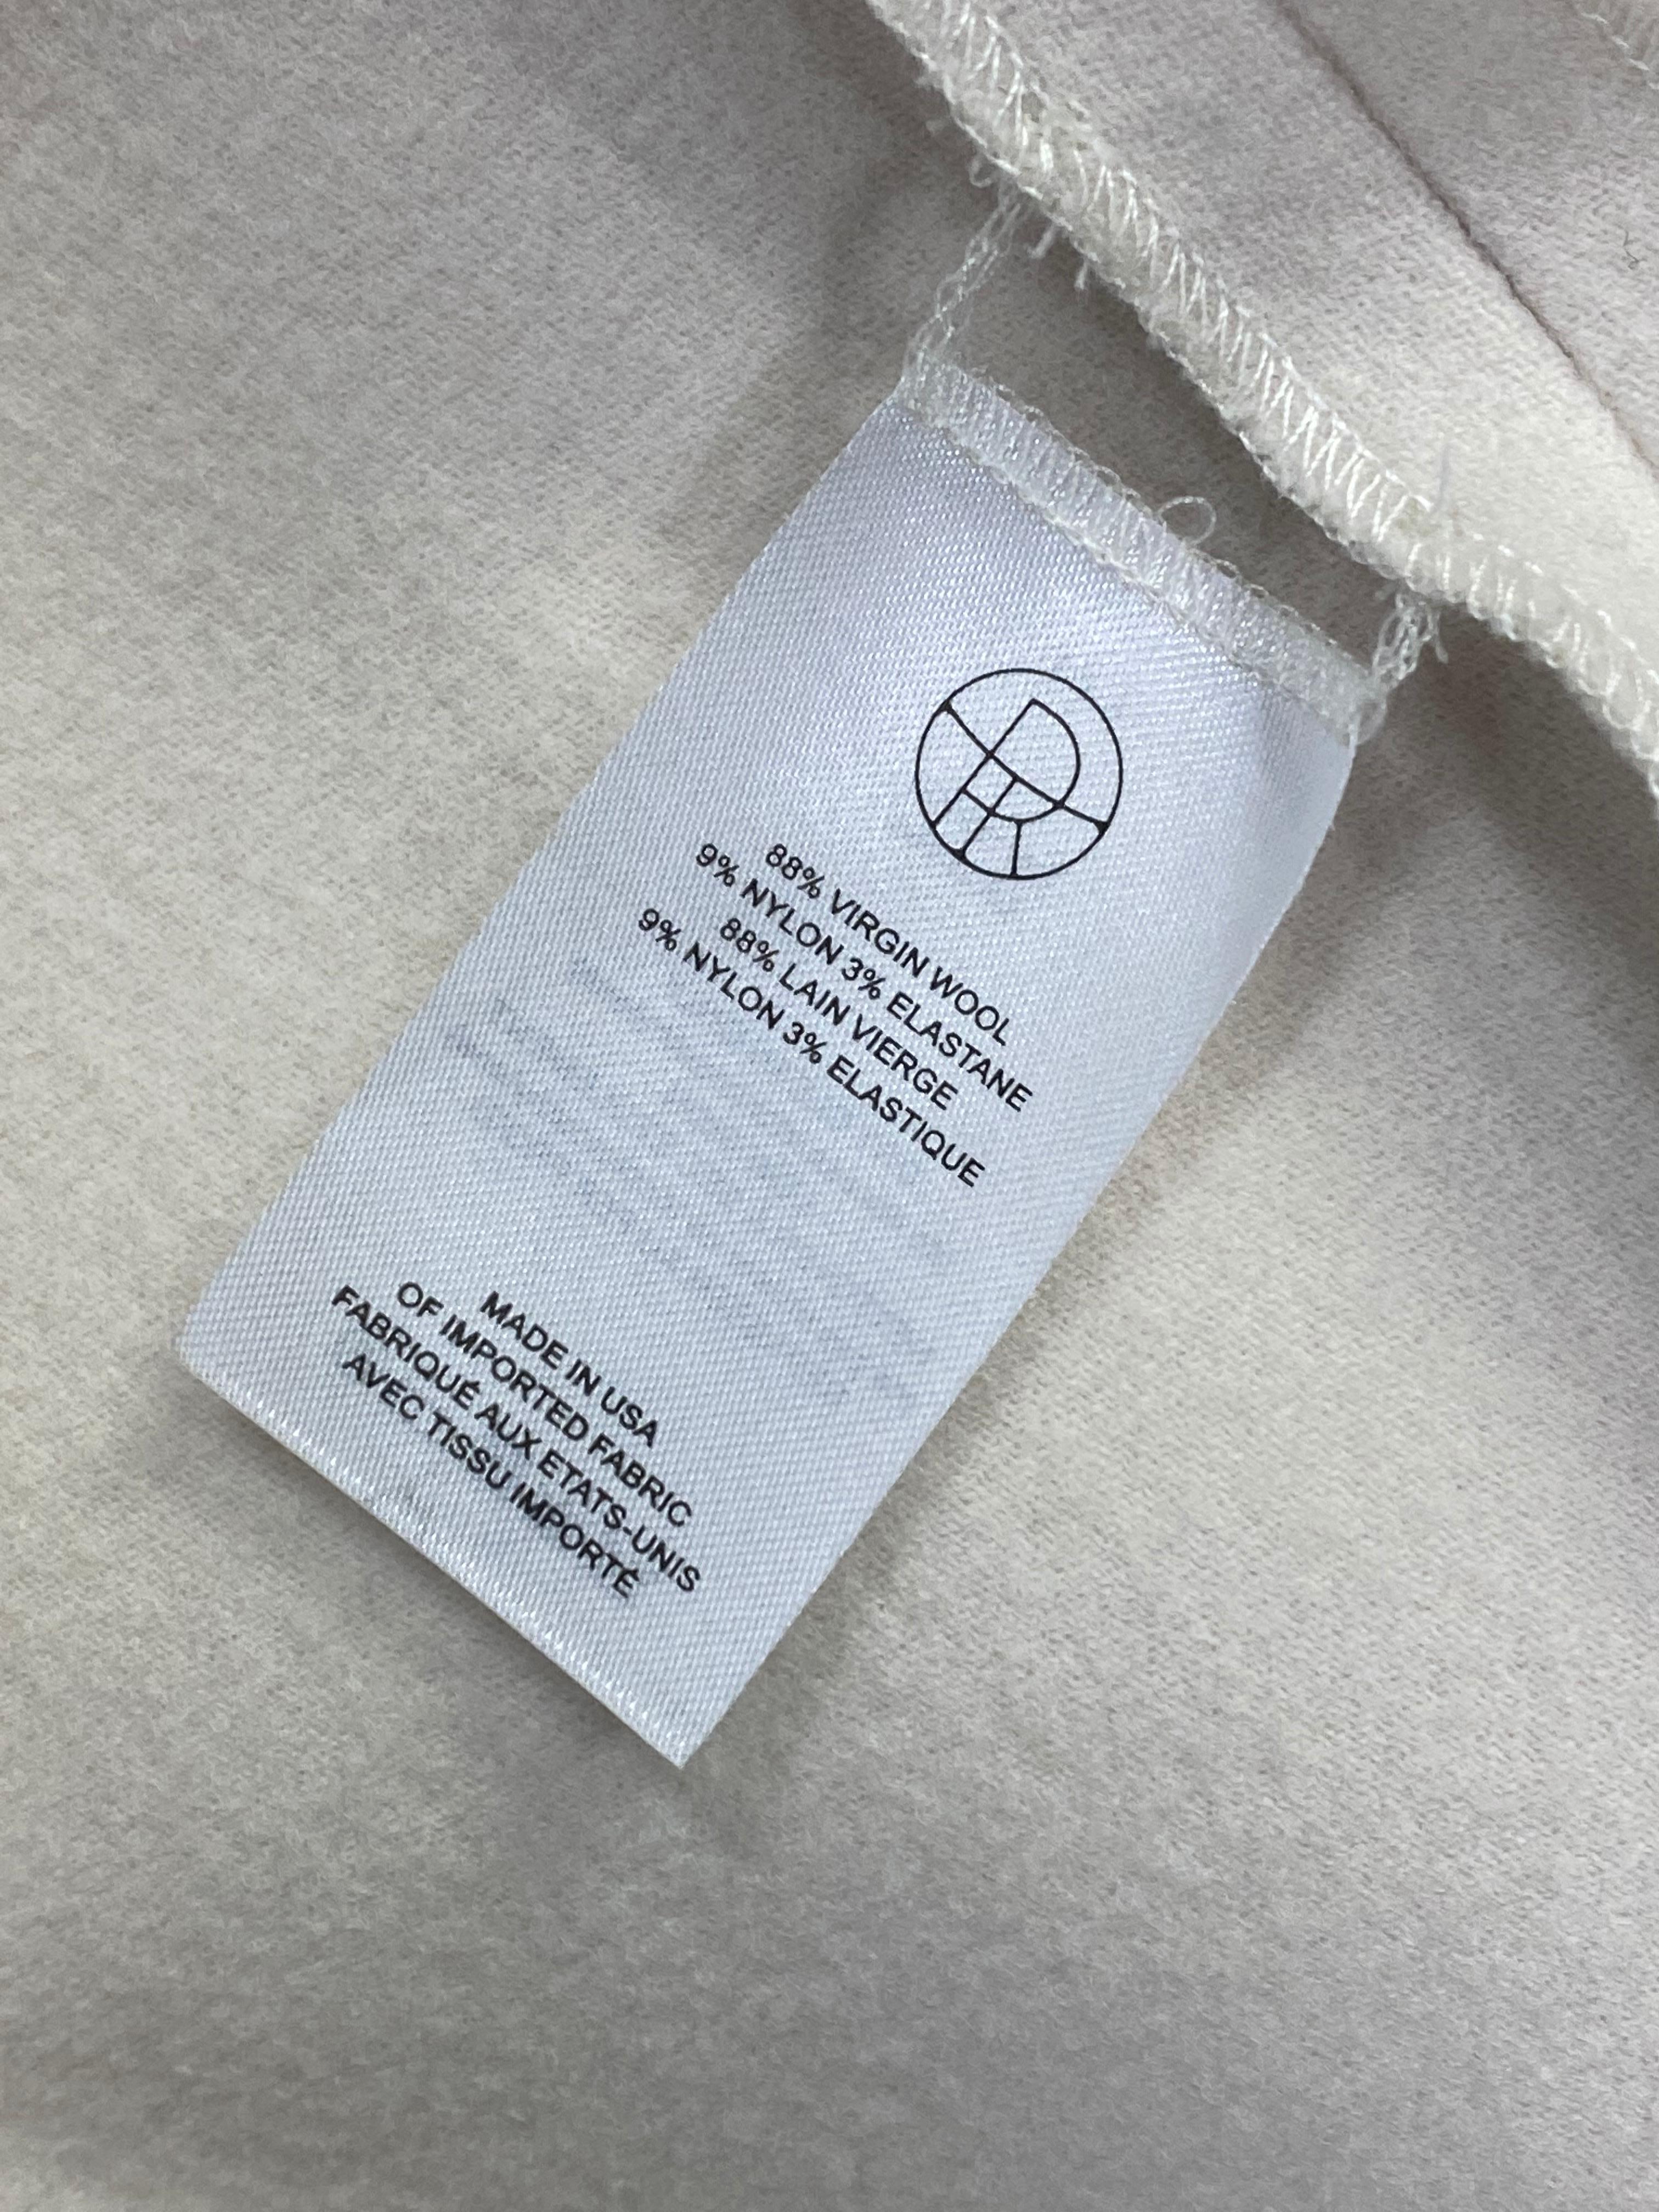 88% VIRGIN WOOL
9% NYLON 3% ELASTANE
88% LAIN VIERGE
9% NYLON 3% ELASTIQUE
MADE IN USA
OF IMPORTED FABRIC
FABRIQUÉ AUX ETATS-UNIS
AVEC TISSU IMPORTÉ